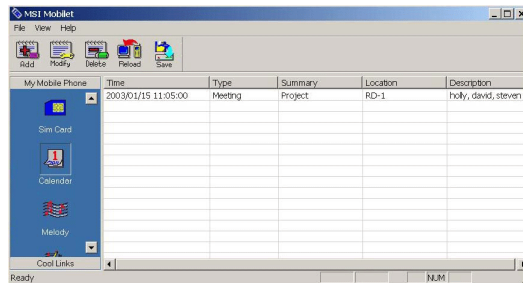 MSI Mobilet
File View Help
Add Modify Delete Reload Save
My Mobile Phone Time Type Summary Location Description
2003/01/15 11:05:00 Meeting Project RD-1 holly, david, steven
Sim Card
1
Calendar
Melody
Cool Links
Ready NUM